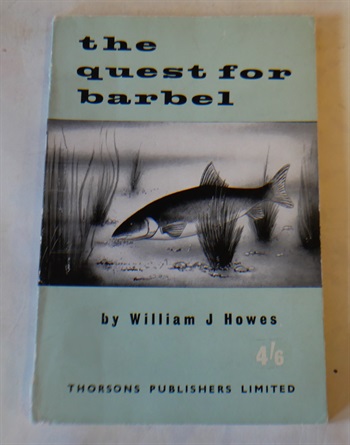 the
quest for
barbel
by William J Howes
4/6
THORSONS PUBLISHERS LIMITED